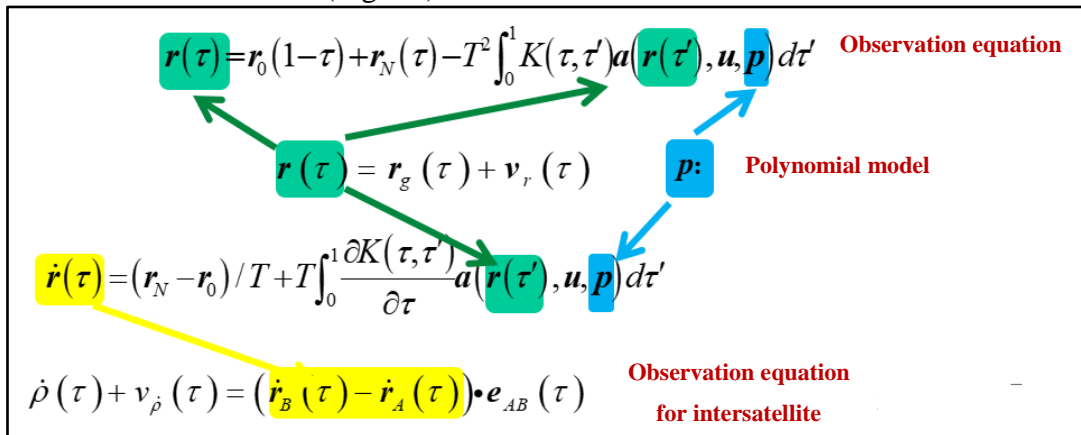 r(τ)=r₀(1−τ)+r_N(τ)−T²∫₀¹K(τ,τ′)a(r(τ′),u,p)dτ′ Observation equation
r(τ)=r_g(τ)+v_r(τ) p: Polynomial model
ṙ(τ)=(r_N−r₀)/T+T∫₀¹∂K(τ,τ′)/∂τ a(r(τ′),u,p)dτ′
ρ̇(τ)+v_ρ̇(τ)=(ṙ_B(τ)−ṙ_A(τ))•e_AB(τ) Observation equation
for intersatellite